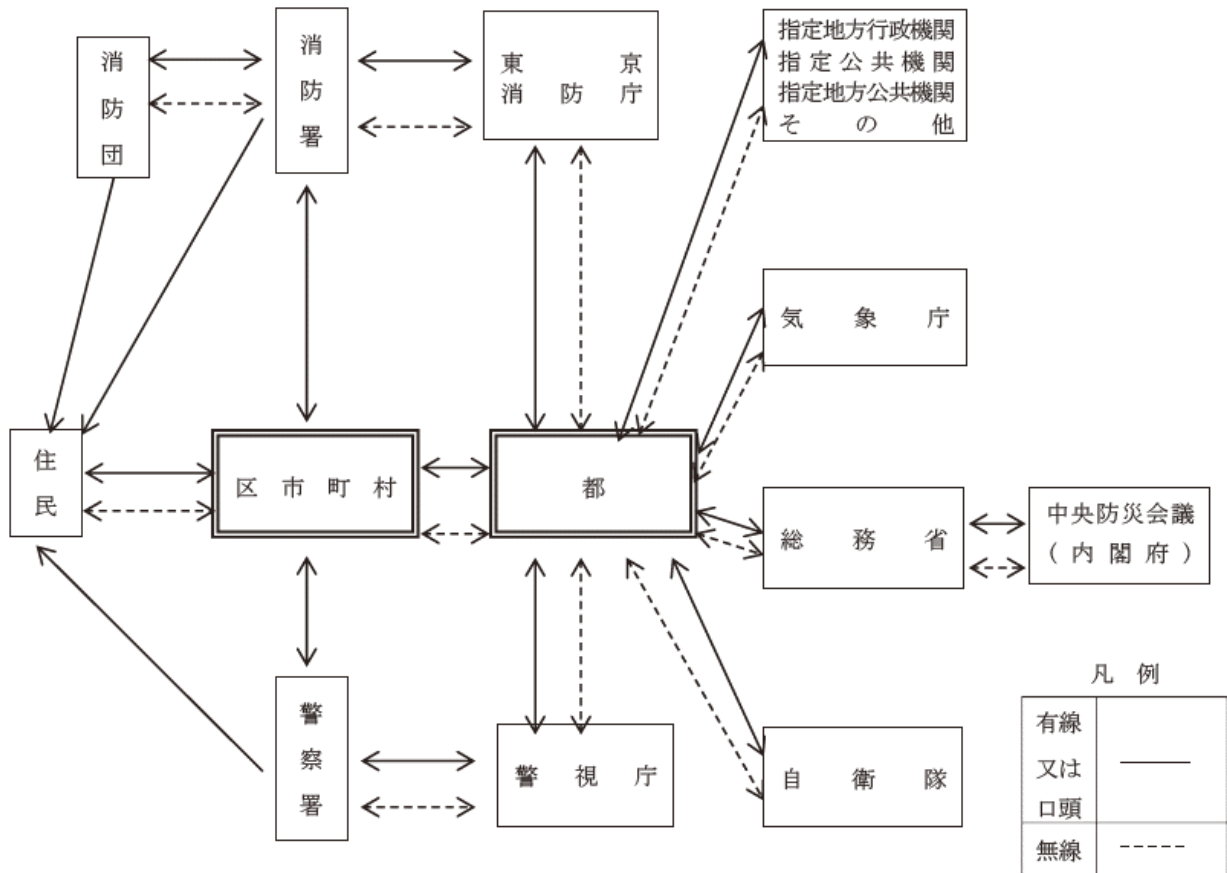 消防団
消防署
東京
消防庁
指定地方行政機関
指定公共機関
指定地方公共機関
その他
気象庁
住民
区市町村
都
総務省
中央防災会議
(内閣府)
警察署
警視庁
自衛隊
凡例
有線
又は
口頭
無線